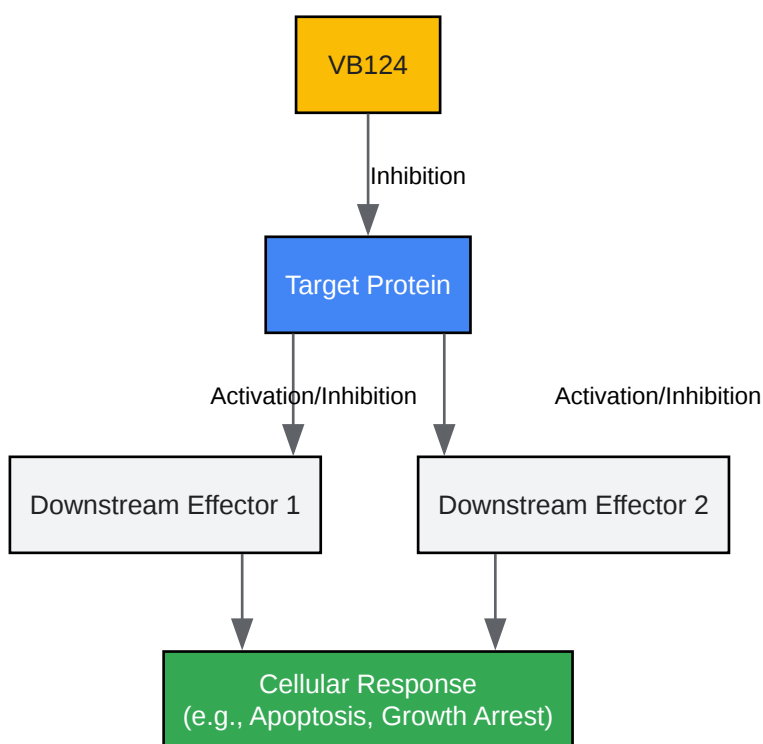 VB124
Inhibition
Target Protein
Activation/Inhibition
Activation/Inhibition
Downstream Effector 1
Downstream Effector 2
Cellular Response
(e.g., Apoptosis, Growth Arrest)